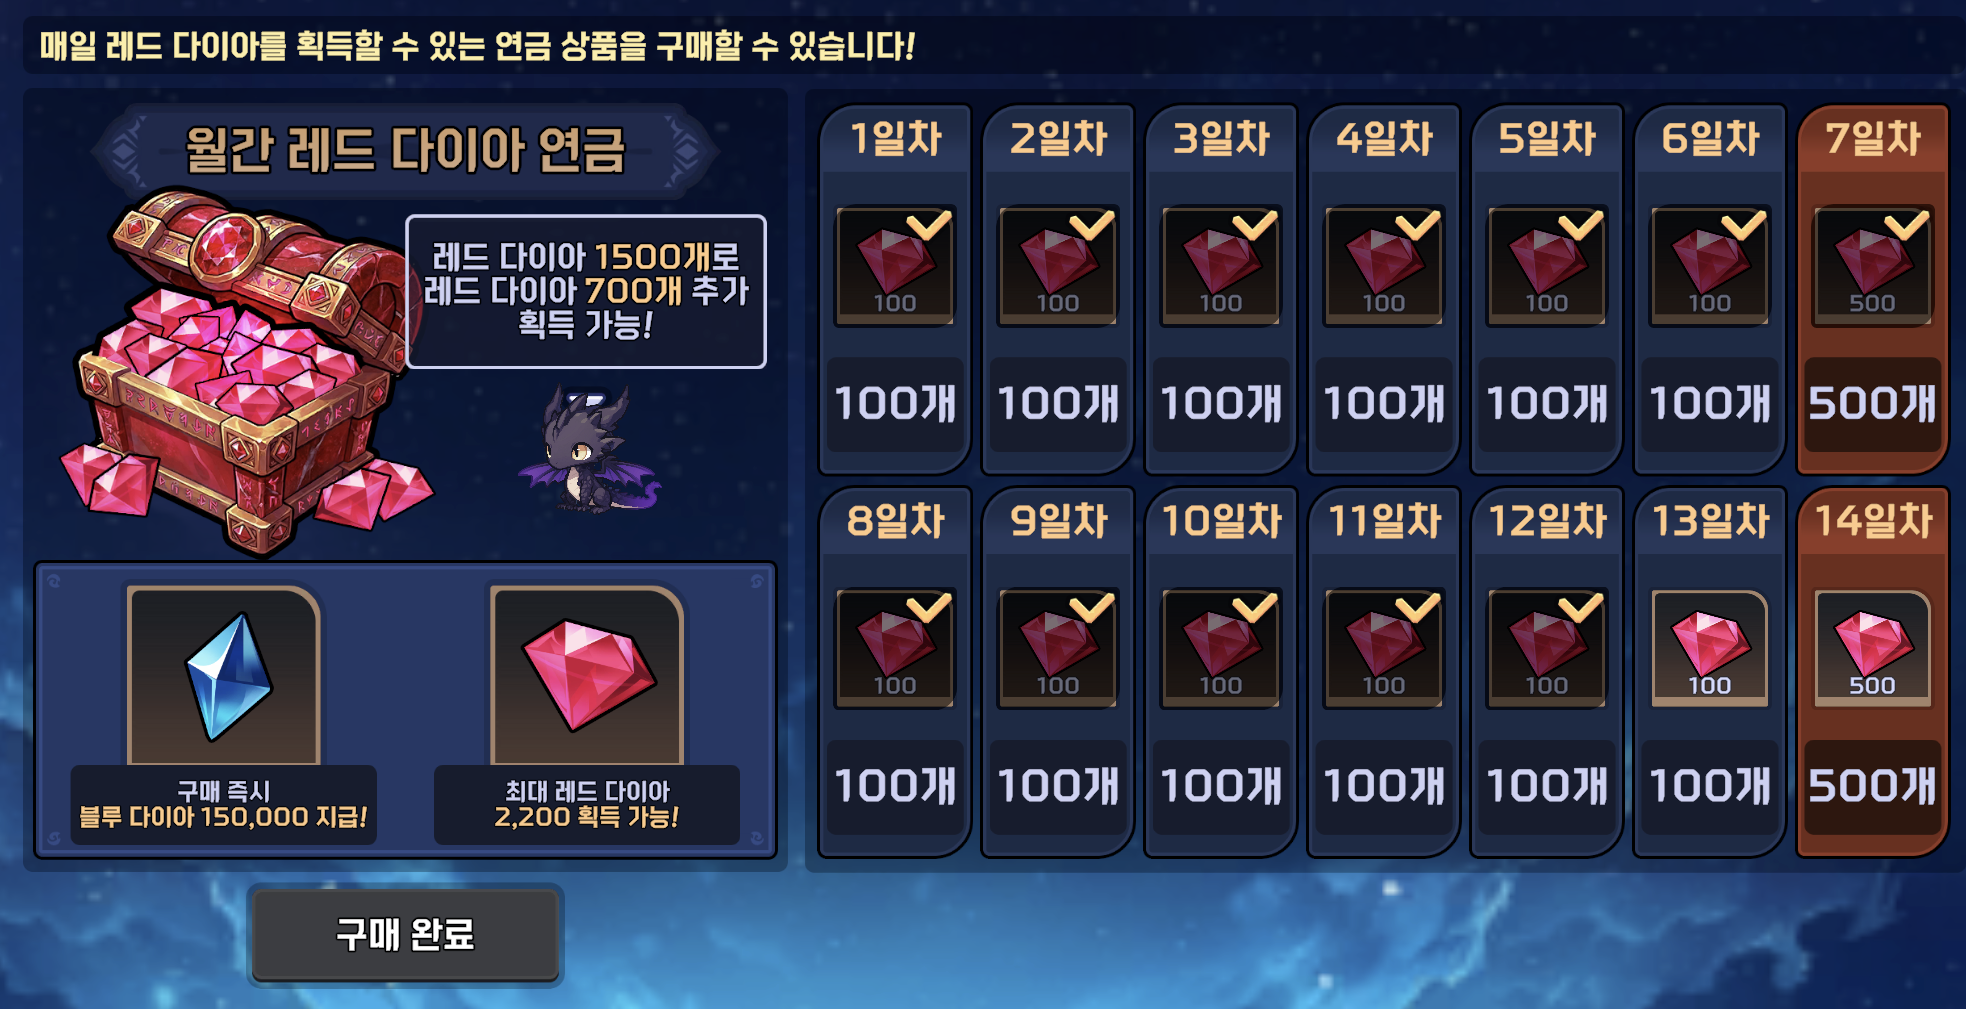 매일 레드 다이아를 획득할 수 있는 연금 상품을 구매할 수 있습니다!
월간 레드 다이아 연금
레드 다이아 1500개로
레드 다이아 700개 추가
획득 가능!
구매 즉시
블루 다이아 150,000 지급!
최대 레드 다이아
2,200 획득 가능!
구매 완료
1일차 2일차 3일차 4일차 5일차 6일차 7일차
100 100 100 100 100 100 500
100개 100개 100개 100개 100개 100개 500개
8일차 9일차 10일차 11일차 12일차 13일차 14일차
100 100 100 100 100 100 500
100개 100개 100개 100개 100개 100개 500개